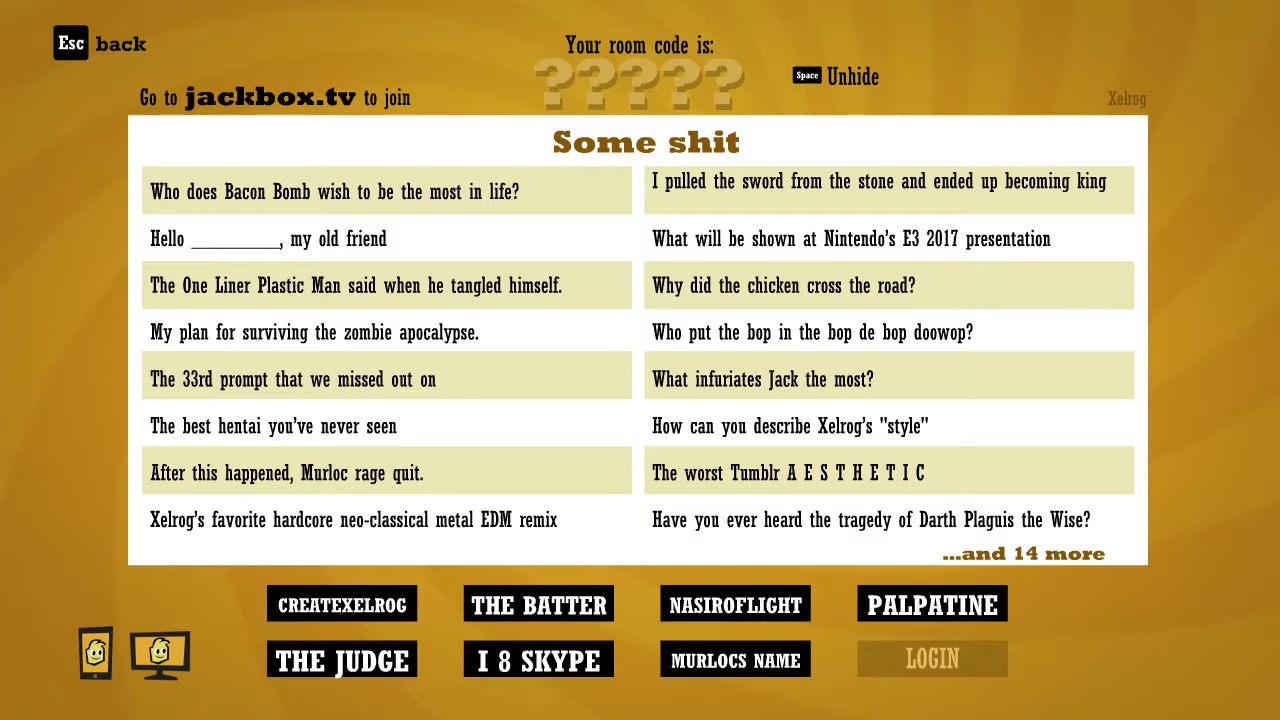 Esc back
Your room code is:
?????
Space Unhide
Go to jackbox.tv to join
Xelrog
Some shit
Who does Bacon Bomb wish to be the most in life?
I pulled the sword from the stone and ended up becoming king
Hello __________, my old friend
What will be shown at Nintendo's E3 2017 presentation
The One Liner Plastic Man said when he tangled himself.
Why did the chicken cross the road?
My plan for surviving the zombie apocalypse.
Who put the bop in the bop de bop doowop?
The 33rd prompt that we missed out on
What infuriates Jack the most?
The best hentai you've never seen
How can you describe Xelrog's "style"
After this happened, Murloc rage quit.
The worst Tumblr A E S T H E T I C
Xelrog's favorite hardcore neo-classical metal EDM remix
Have you ever heard the tragedy of Darth Plaguis the Wise?
...and 14 more
CREATEXELROG
THE BATTER
NASIROFLIGHT
PALPATINE
THE JUDGE
I 8 SKYPE
MURLOCS NAME
LOGIN